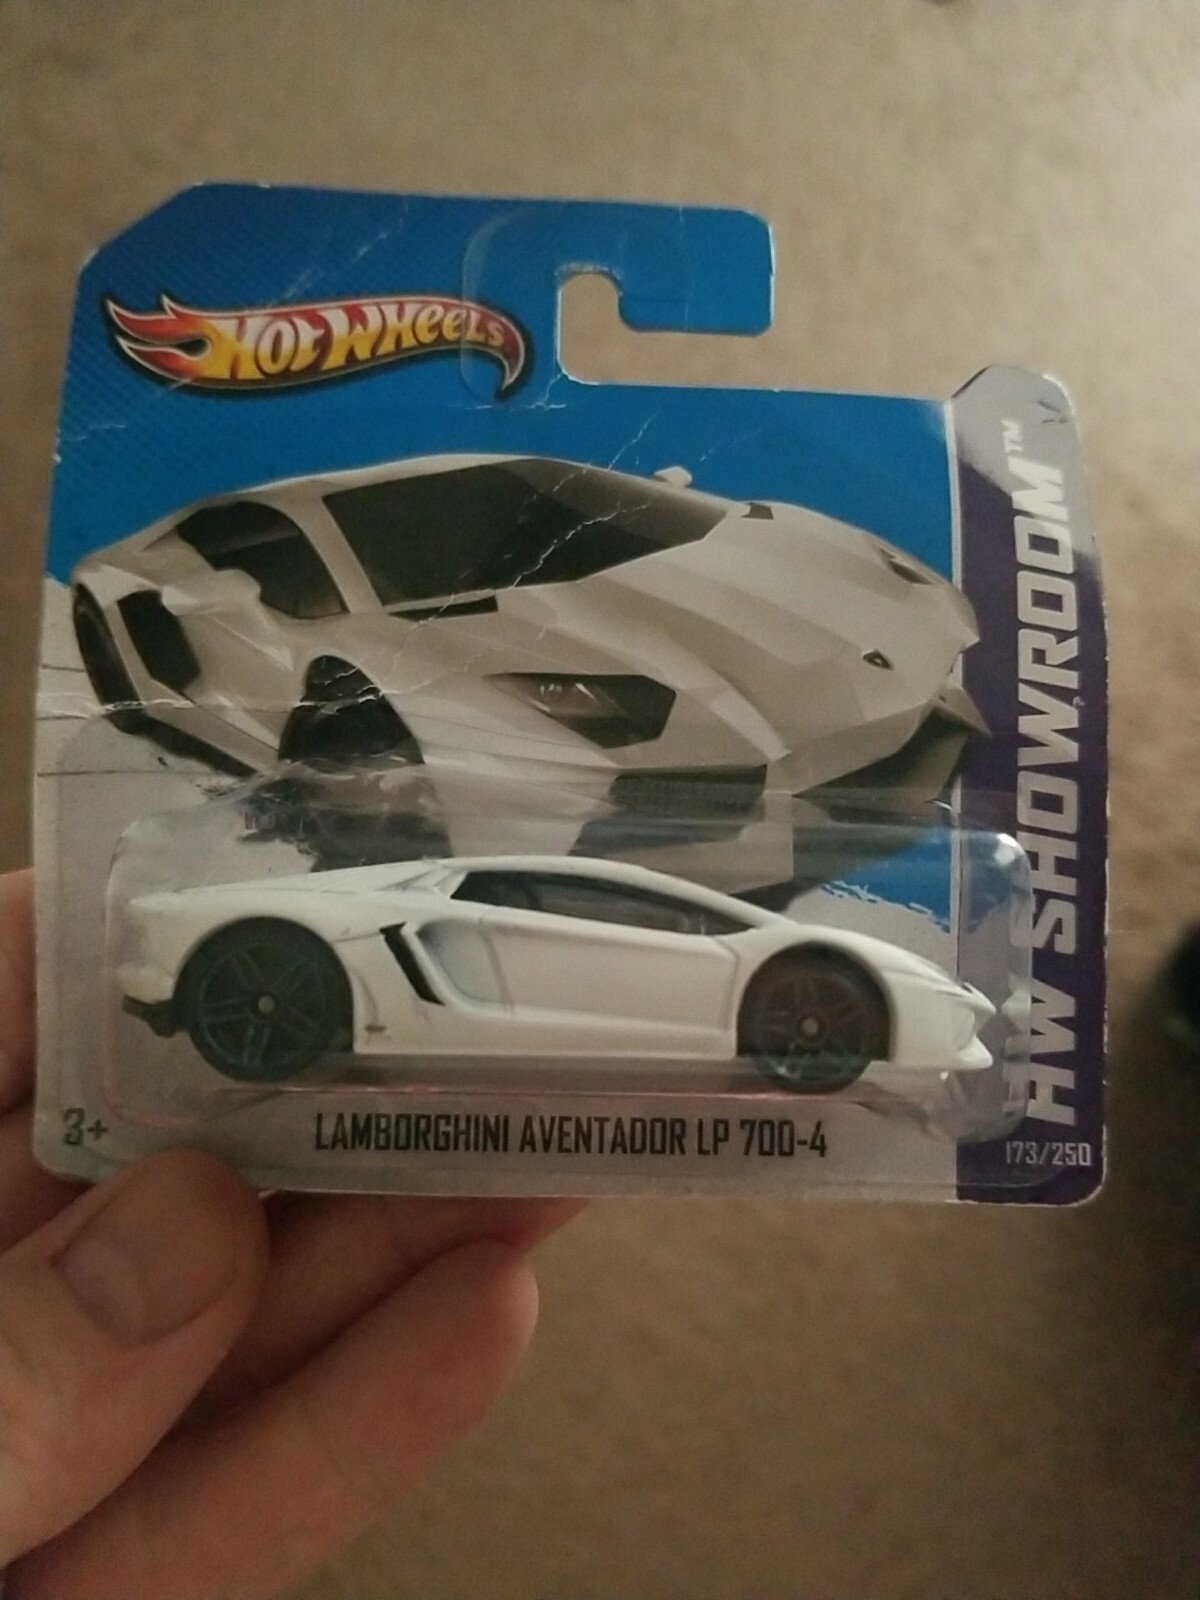 HOT WHEELS
HW SHOWROOM™
3+
LAMBORGHINI AVENTADOR LP 700-4
173/250